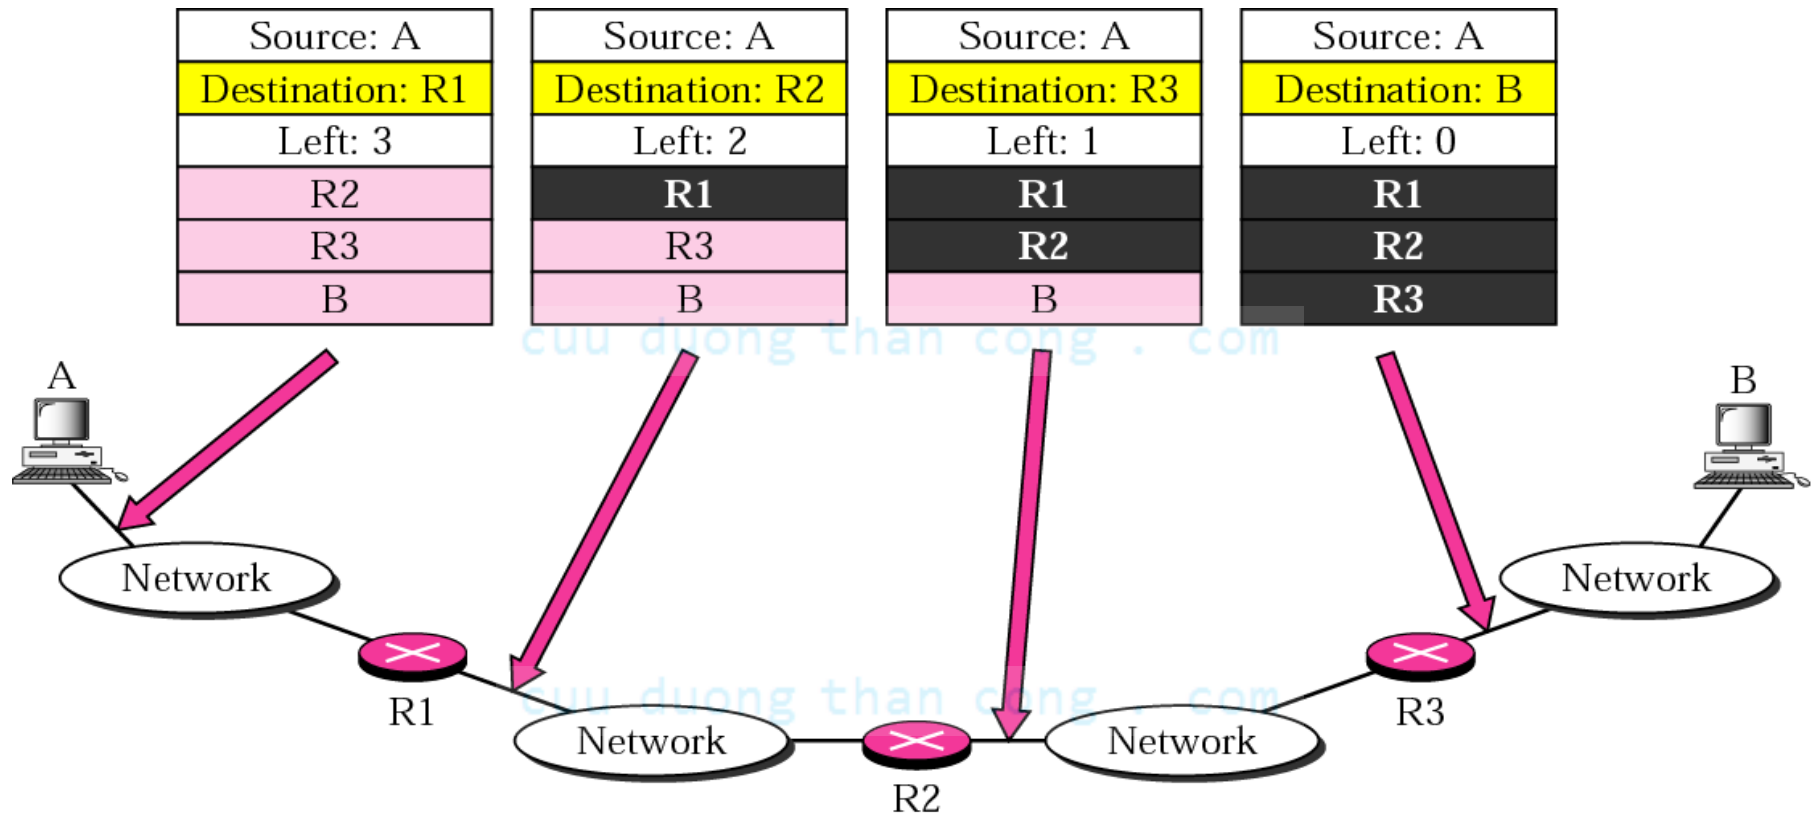 Source: A
Destination: R1
Left: 3
R2
R3
B
Source: A
Destination: R2
Left: 2
R1
R3
B
Source: A
Destination: R3
Left: 1
R1
R2
B
Source: A
Destination: B
Left: 0
R1
R2
R3
cuu duong than cong . com
A
B
Network
Network
R1
R3
cuu duong than cong . com
Network
Network
R2